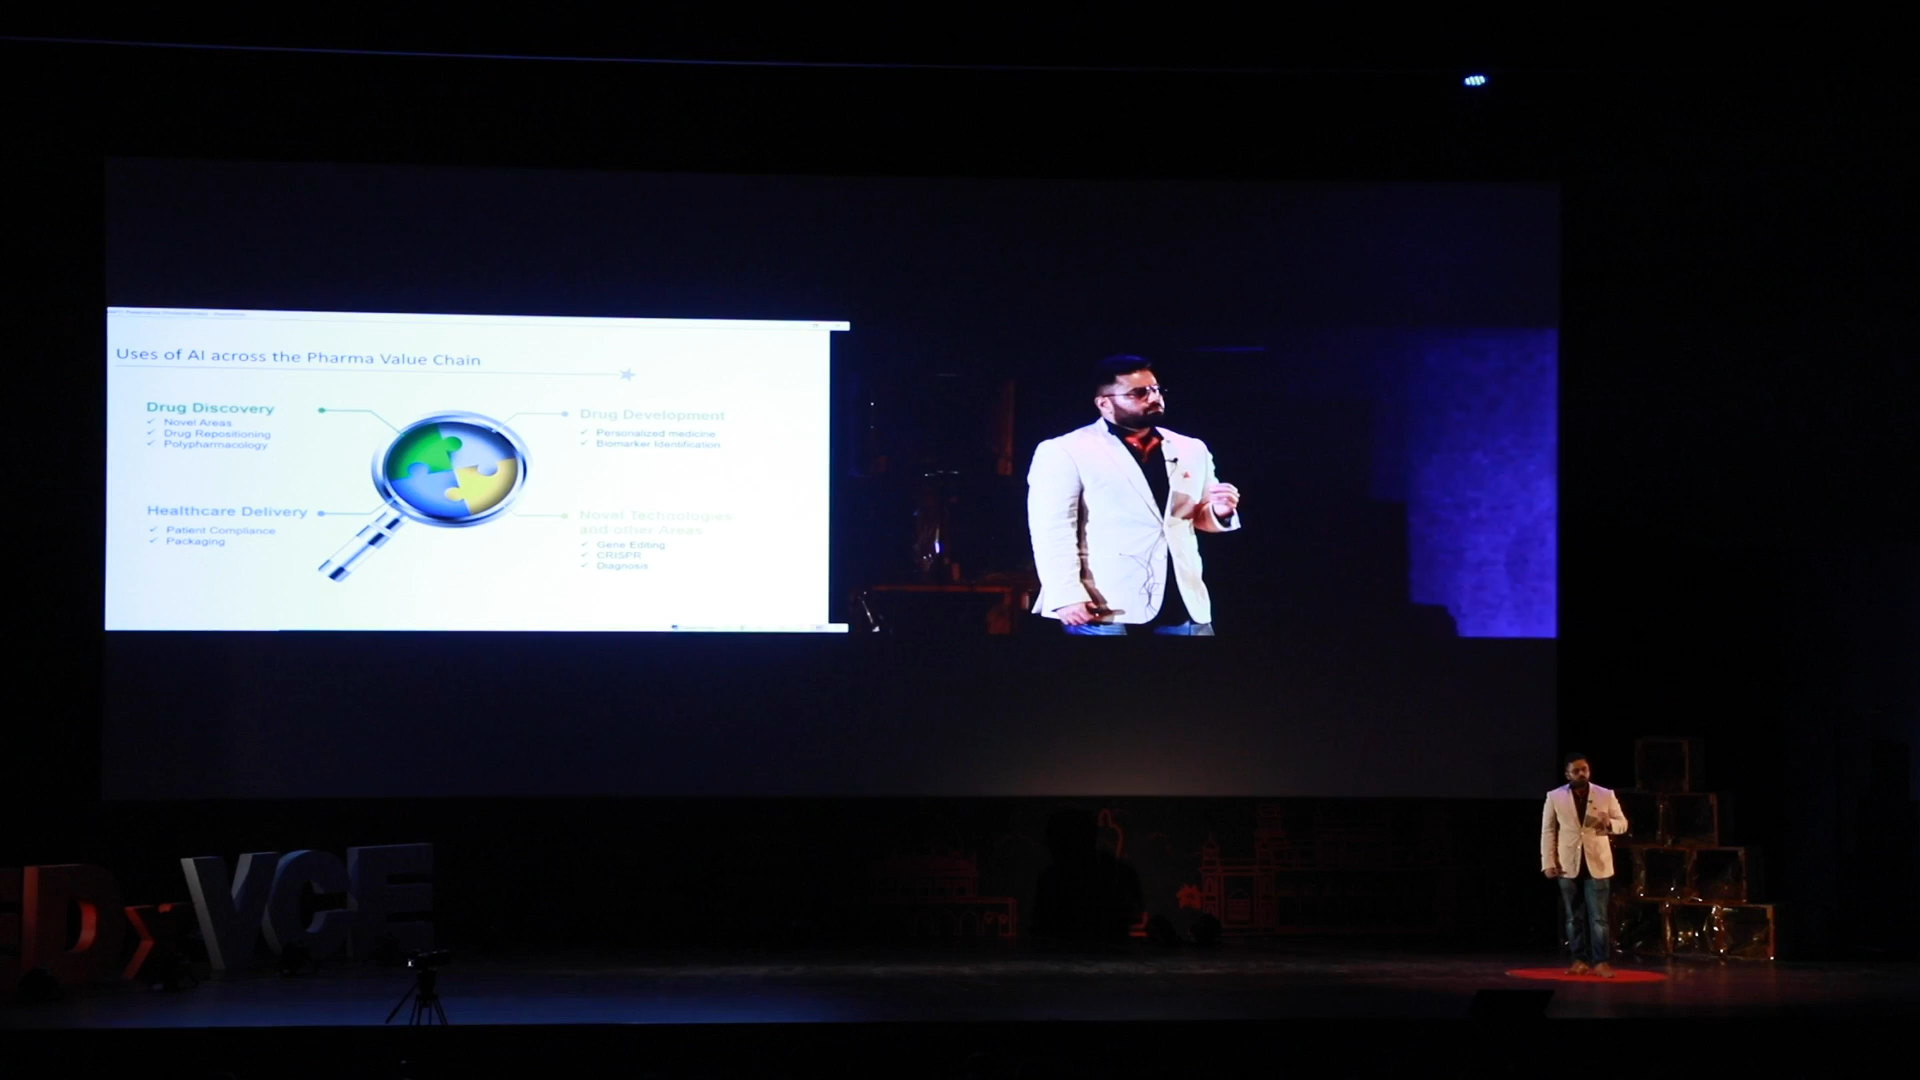 Uses of AI across the Pharma Value Chain
Drug Discovery
✓ Novel Areas
✓ Drug Repositioning
✓ Polypharmacology
Drug Development
✓ Personalized medicine
✓ Biomarker Identification
Healthcare Delivery
✓ Patient Compliance
✓ Packaging
Novel Technologies
and other Areas
✓ Gene Editing
✓ CRISPR
✓ Diagnosis
EDx VCE